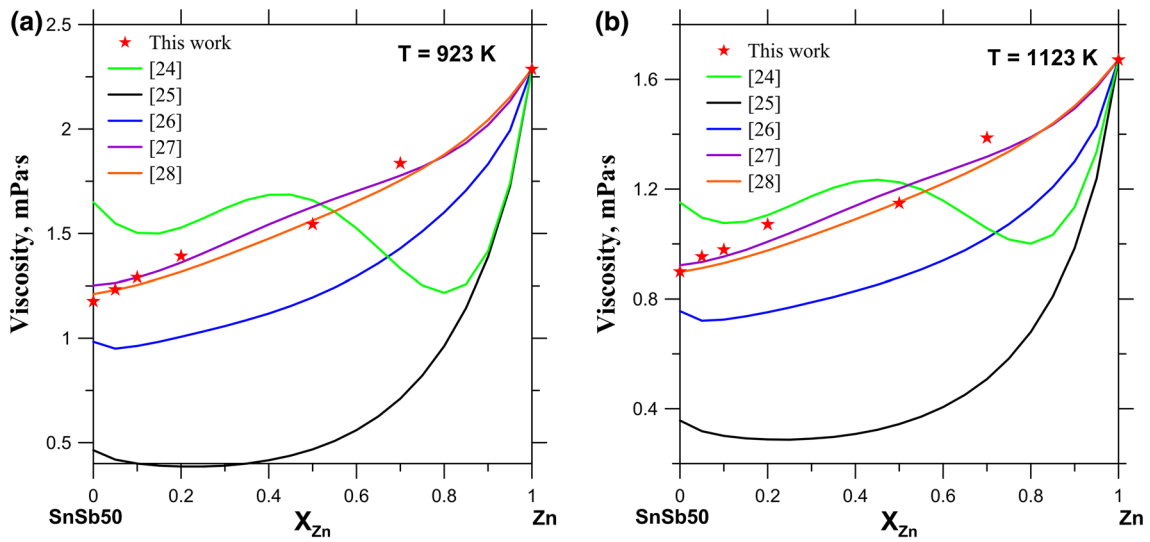 (a)
2.5
2
1.5
1
0.5
Viscosity, mPa·s
This work
[24]
[25]
[26]
[27]
[28]
T = 923 K
0 0.2 0.4 0.6 0.8 1
SnSb50 X_Zn Zn
(b)
1.6
1.2
0.8
0.4
Viscosity, mPa·s
This work
[24]
[25]
[26]
[27]
[28]
T = 1123 K
0 0.2 0.4 0.6 0.8 1
SnSb50 X_Zn Zn